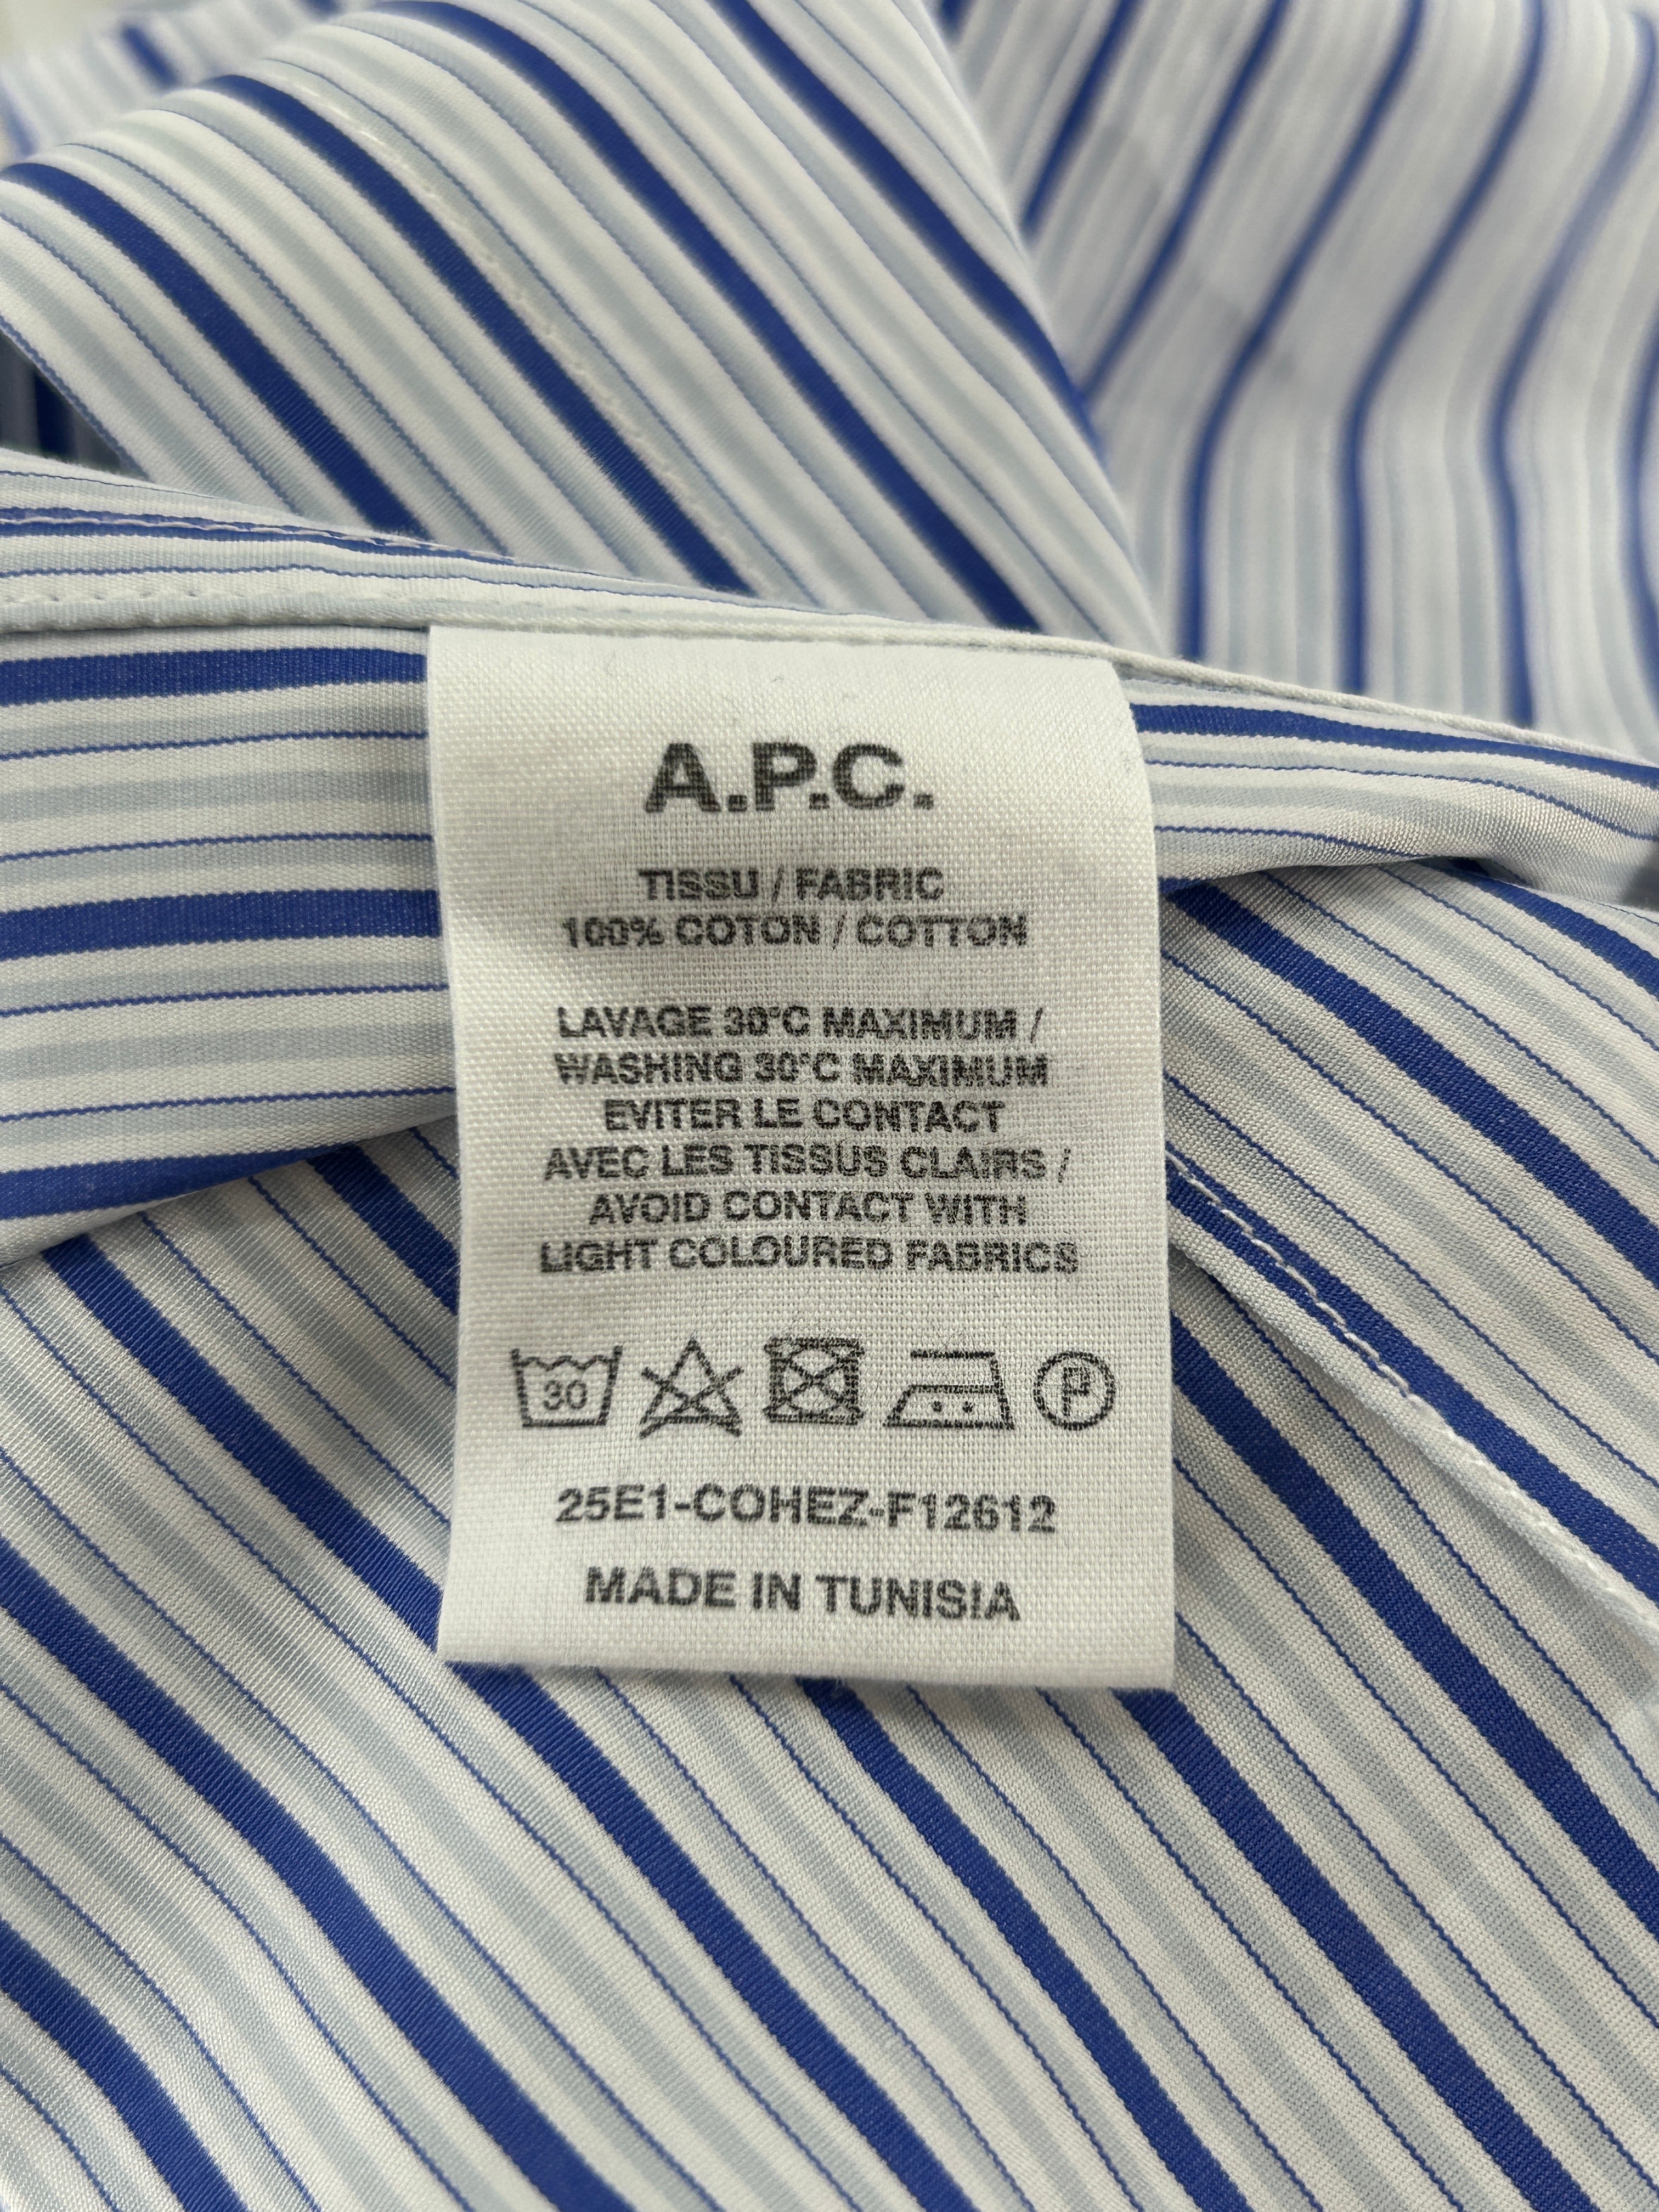 A.P.C.
TISSU / FABRIC
100% COTON / COTTON
LAVAGE 30°C MAXIMUM /
WASHING 30°C MAXIMUM
EVITER LE CONTACT
AVEC LES TISSUS CLAIRS /
AVOID CONTACT WITH
LIGHT COLOURED FABRICS
30 P
25E1-COHEZ-F12612
MADE IN TUNISIA